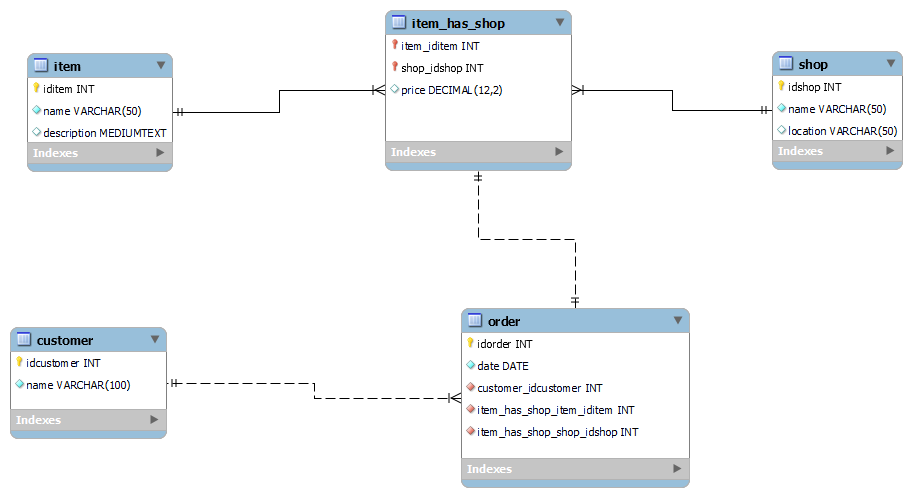 item
iditem INT
name VARCHAR(50)
description MEDIUMTEXT
Indexes
item_has_shop
item_iditem INT
shop_idshop INT
price DECIMAL(12,2)
Indexes
shop
idshop INT
name VARCHAR(50)
location VARCHAR(50)
Indexes
customer
idcustomer INT
name VARCHAR(100)
Indexes
order
idorder INT
date DATE
customer_idcustomer INT
item_has_shop_item_iditem INT
item_has_shop_shop_idshop INT
Indexes